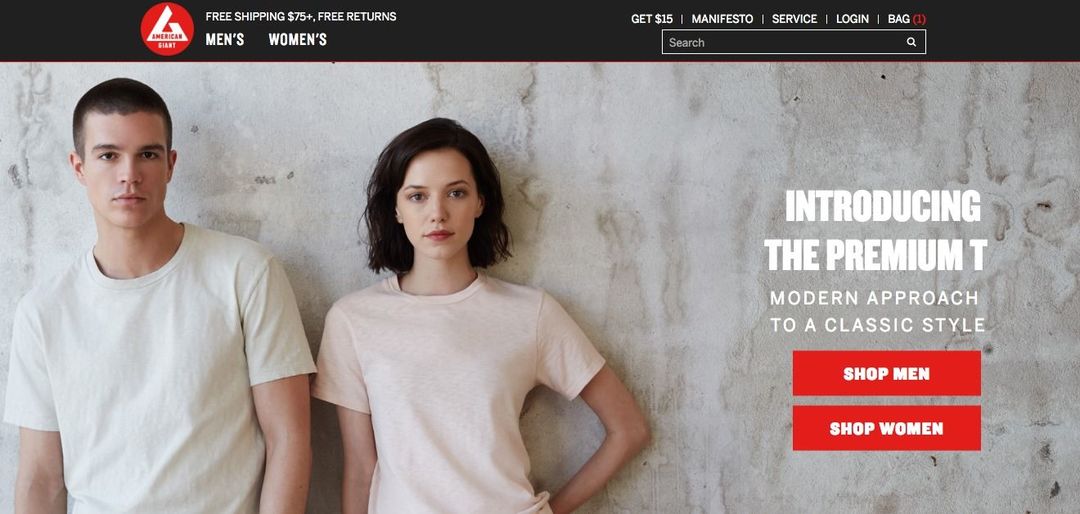 AMERICAN
GIANT
FREE SHIPPING $75+, FREE RETURNS
MEN'S WOMEN'S
GET $15 | MANIFESTO | SERVICE | LOGIN | BAG (1)
Search
INTRODUCING
THE PREMIUM T
MODERN APPROACH
TO A CLASSIC STYLE
SHOP MEN
SHOP WOMEN